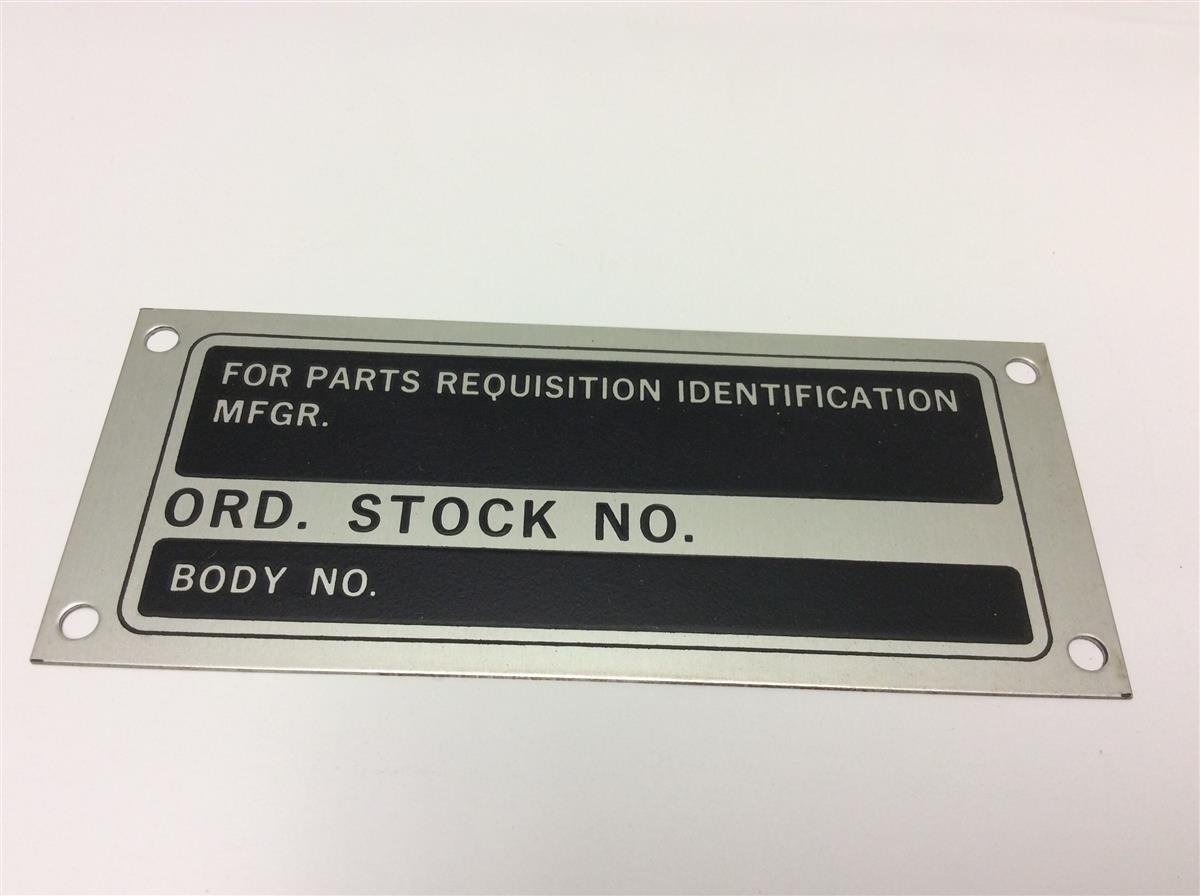 FOR PARTS REQUISITION IDENTIFICATION
MFGR.
ORD. STOCK NO.
BODY NO.